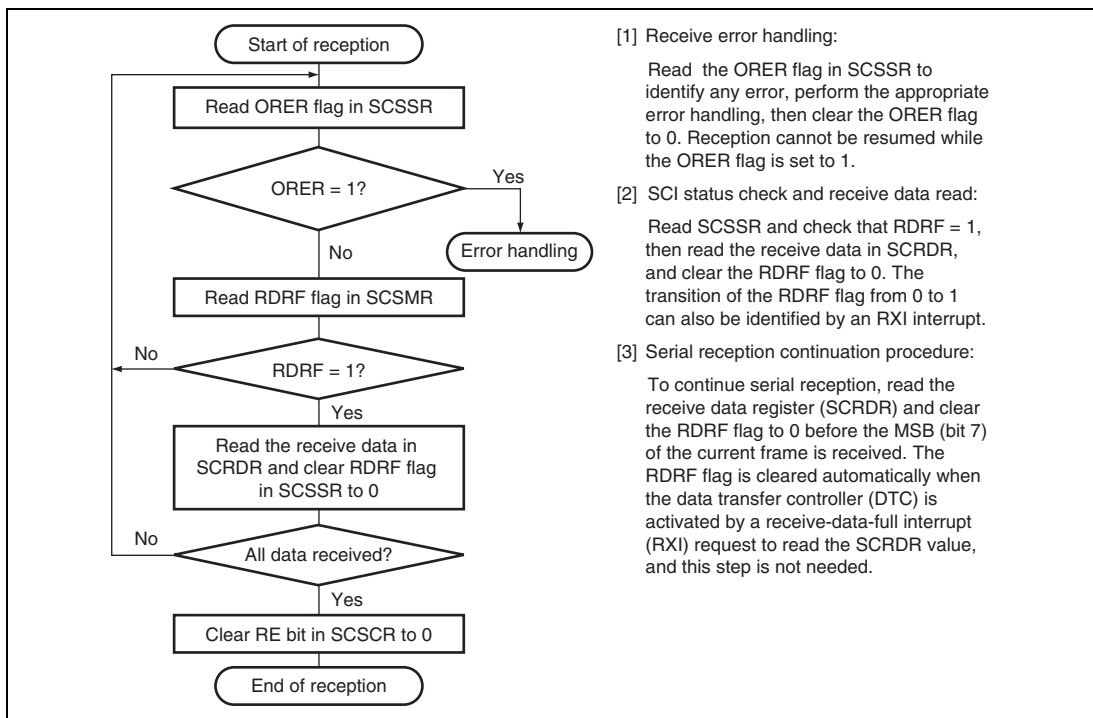 Start of reception
Read ORER flag in SCSSR
ORER = 1?
Yes
Error handling
No
Read RDRF flag in SCSMR
No
RDRF = 1?
Yes
Read the receive data in
SCRDR and clear RDRF flag
in SCSSR to 0
No
All data received?
Yes
Clear RE bit in SCSCR to 0
End of reception
[1] Receive error handling:
Read the ORER flag in SCSSR to
identify any error, perform the appropriate
error handling, then clear the ORER flag
to 0. Reception cannot be resumed while
the ORER flag is set to 1.
[2] SCI status check and receive data read:
Read SCSSR and check that RDRF = 1,
then read the receive data in SCRDR,
and clear the RDRF flag to 0. The
transition of the RDRF flag from 0 to 1
can also be identified by an RXI interrupt.
[3] Serial reception continuation procedure:
To continue serial reception, read the
receive data register (SCRDR) and clear
the RDRF flag to 0 before the MSB (bit 7)
of the current frame is received. The
RDRF flag is cleared automatically when
the data transfer controller (DTC) is
activated by a receive-data-full interrupt
(RXI) request to read the SCRDR value,
and this step is not needed.